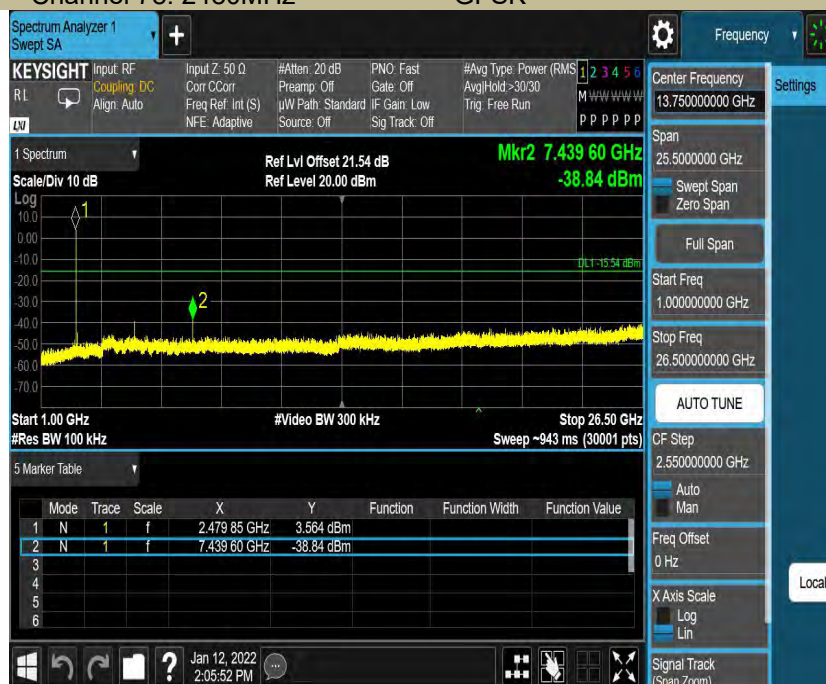 Spectrum Analyzer 1
Swept SA
+
Frequency
KEYSIGHT
RL
LXI
Input: RF
Coupling: DC
Align: Auto
Input Z: 50 Ω
Corr CCorr
Freq Ref: Int (S)
NFE: Adaptive
#Atten: 20 dB
Preamp: Off
µW Path: Standard
Source: Off
PNO: Fast
Gate: Off
IF Gain: Low
Sig Track: Off
#Avg Type: Power (RMS
Avg|Hold:>30/30
Trig: Free Run
1 2 3 4 5 6
M W W W W W
P P P P P P
1 Spectrum
Scale/Div 10 dB
Ref Lvl Offset 21.54 dB
Ref Level 20.00 dBm
Mkr2 7.439 60 GHz
-38.84 dBm
Log
10.0
0.00
-10.0
-20.0
-30.0
-40.0
-50.0
-60.0
-70.0
1
2
DL1 -15.54 dBm
Start 1.00 GHz
#Res BW 100 kHz
#Video BW 300 kHz
Stop 26.50 GHz
Sweep ~943 ms (30001 pts)
5 Marker Table
Mode Trace Scale X Y Function Function Width Function Value
1 N 1 f 2.479 85 GHz 3.564 dBm
2 N 1 f 7.439 60 GHz -38.84 dBm
3
4
5
6
?
Jan 12, 2022
2:05:52 PM
Center Frequency
13.750000000 GHz
Settings
Span
25.5000000 GHz
Swept Span
Zero Span
Full Span
Start Freq
1.000000000 GHz
Stop Freq
26.500000000 GHz
AUTO TUNE
CF Step
2.550000000 GHz
Auto
Man
Freq Offset
0 Hz
X Axis Scale
Log
Lin
Local
Signal Track
(Span Zoom)